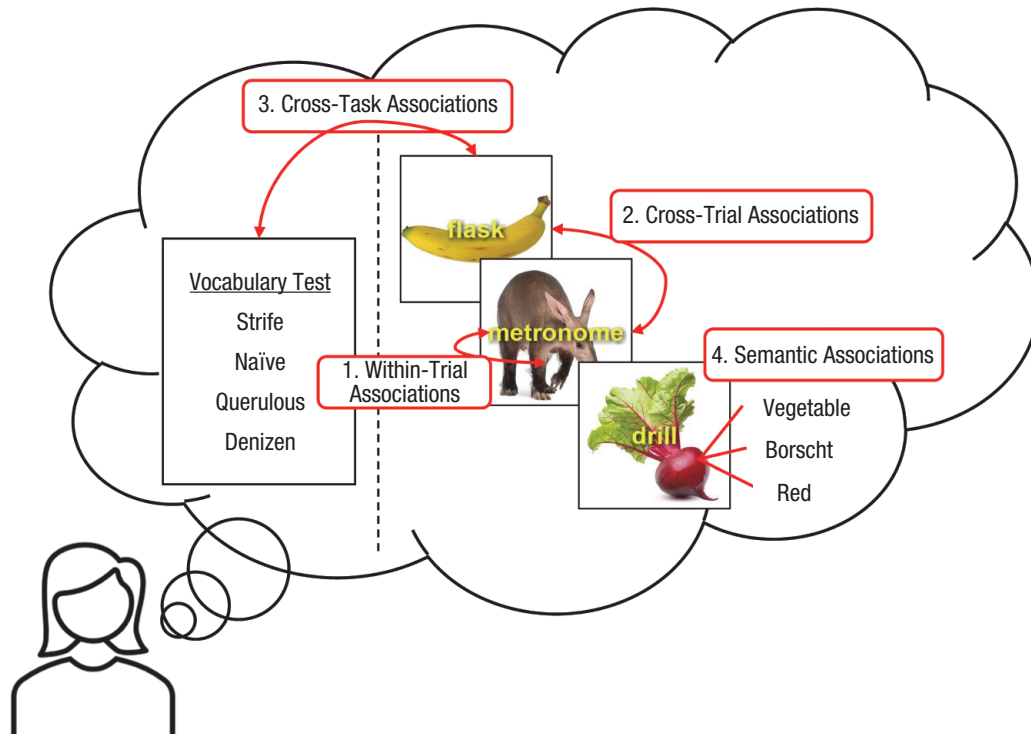 3. Cross-Task Associations
2. Cross-Trial Associations
flask
Vocabulary Test
Strife
Naïve
Querulous
Denizen
metronome
1. Within-Trial
Associations
4. Semantic Associations
drill
Vegetable
Borscht
Red